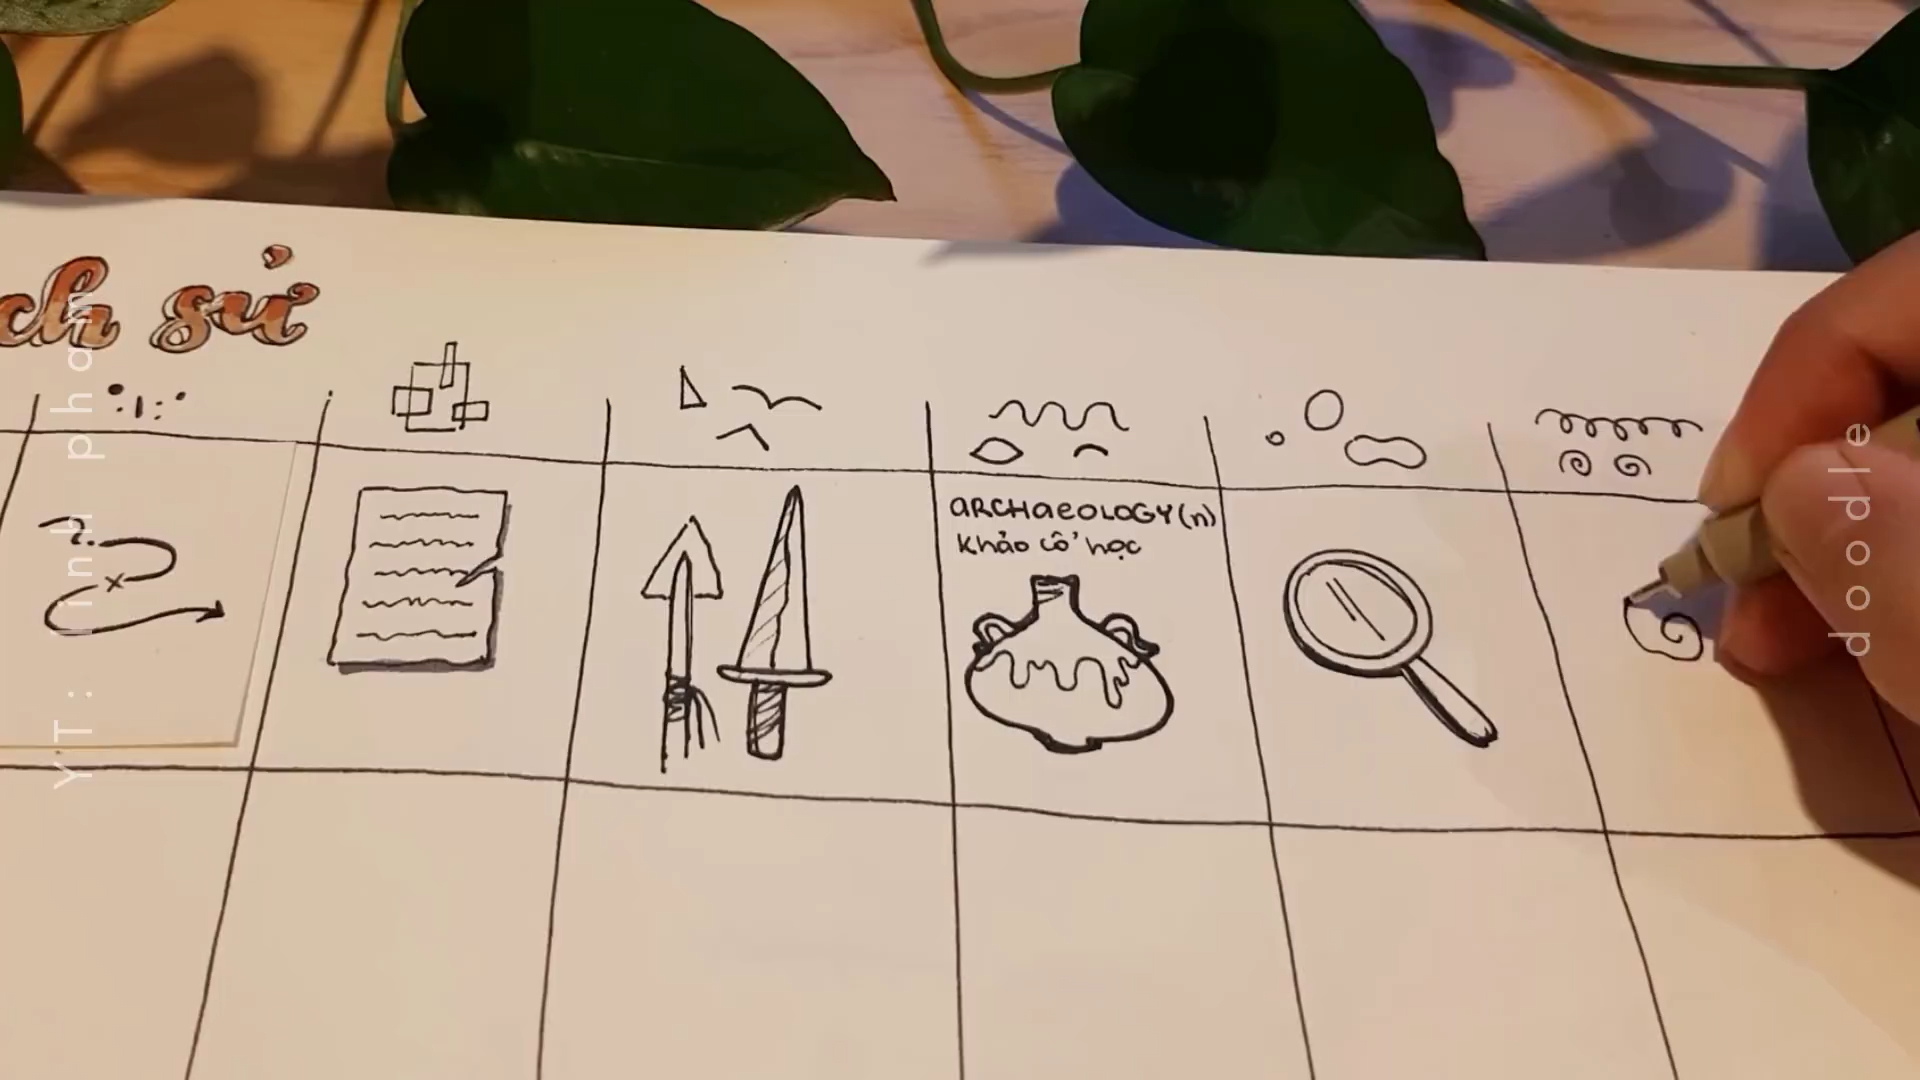 ch sử
ARCHAEOLOGY (n)
khảo cổ học
YT: linh pham
doodle